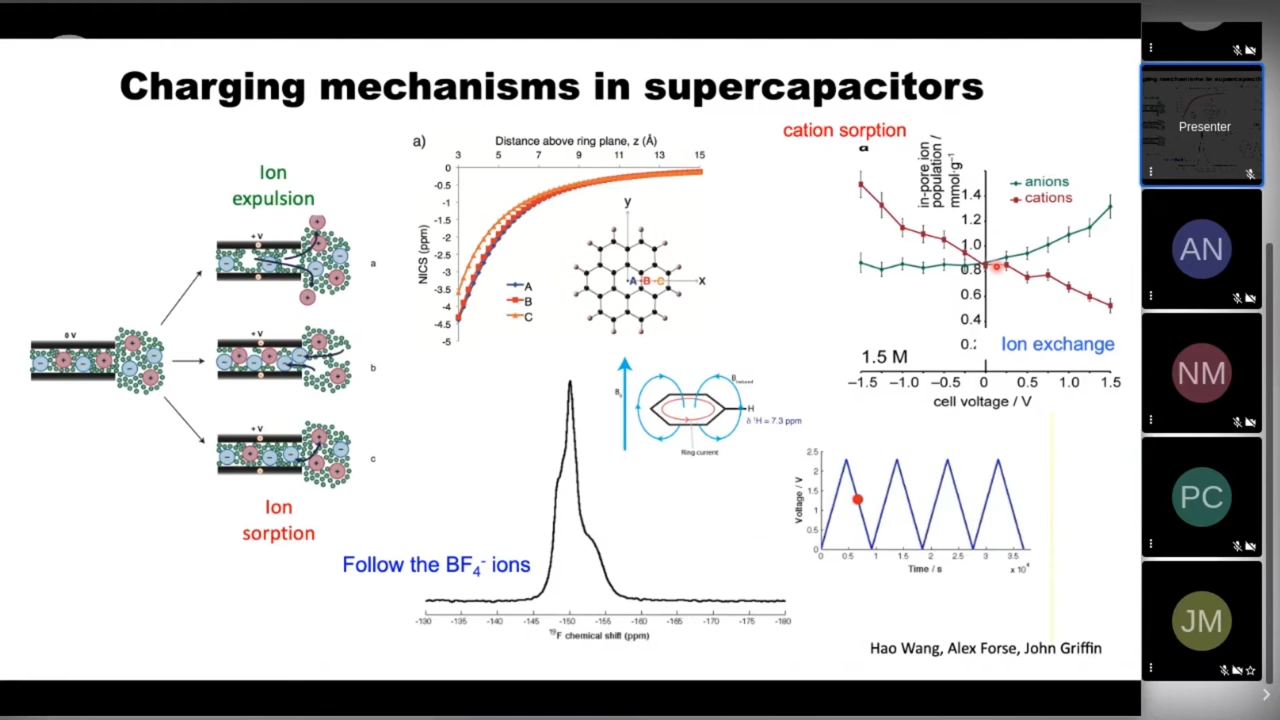 Charging mechanisms in supercapacitors
Ion
expulsion
+ V
a
0 V
+ V
b
+ V
c
Ion
sorption
a)
Distance above ring plane, z (Å)
3 5 7 9 11 13 15
0
-0.5
-1
-1.5
-2
-2.5
-3
-3.5
-4
-4.5
-5
NICS (ppm)
A
B
C
y
A B C
x
B₀
B induced
H
δ ¹H = 7.3 ppm
Ring current
Follow the BF₄⁻ ions
-130 -135 -140 -145 -150 -155 -160 -165 -170 -175 -180
¹⁹F chemical shift (ppm)
cation sorption
in-pore ion
population /
mmol g⁻¹
anions
cations
1.4
1.2
1.0
0.8
0.6
0.4
Ion exchange
1.5 M
−1.5 −1.0 −0.5 0 0.5 1.0 1.5
cell voltage / V
2.5
2
1.5
1
0.5
0
Voltage / V
0 0.5 1 1.5 2 2.5 3 3.5
Time / s
x 10⁴
Hao Wang, Alex Forse, John Griffin
Presenter
AN
NM
PC
JM